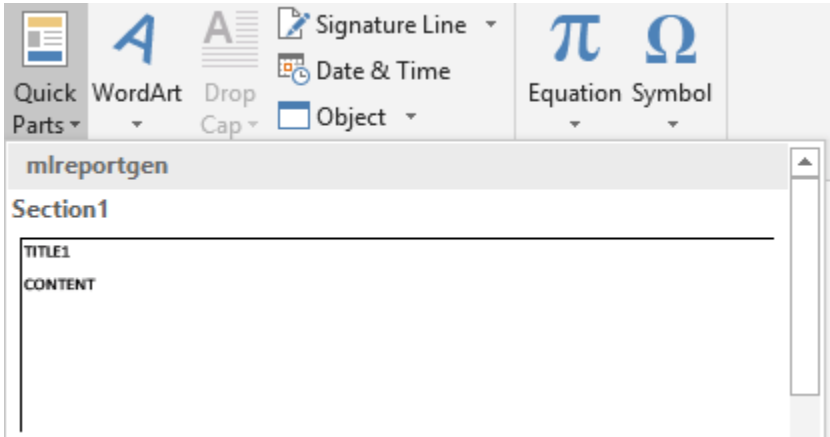 Signature Line
Date & Time
Object
Quick Parts
WordArt
Drop Cap
Equation
Symbol
mlreportgen
Section1
TITLE1
CONTENT